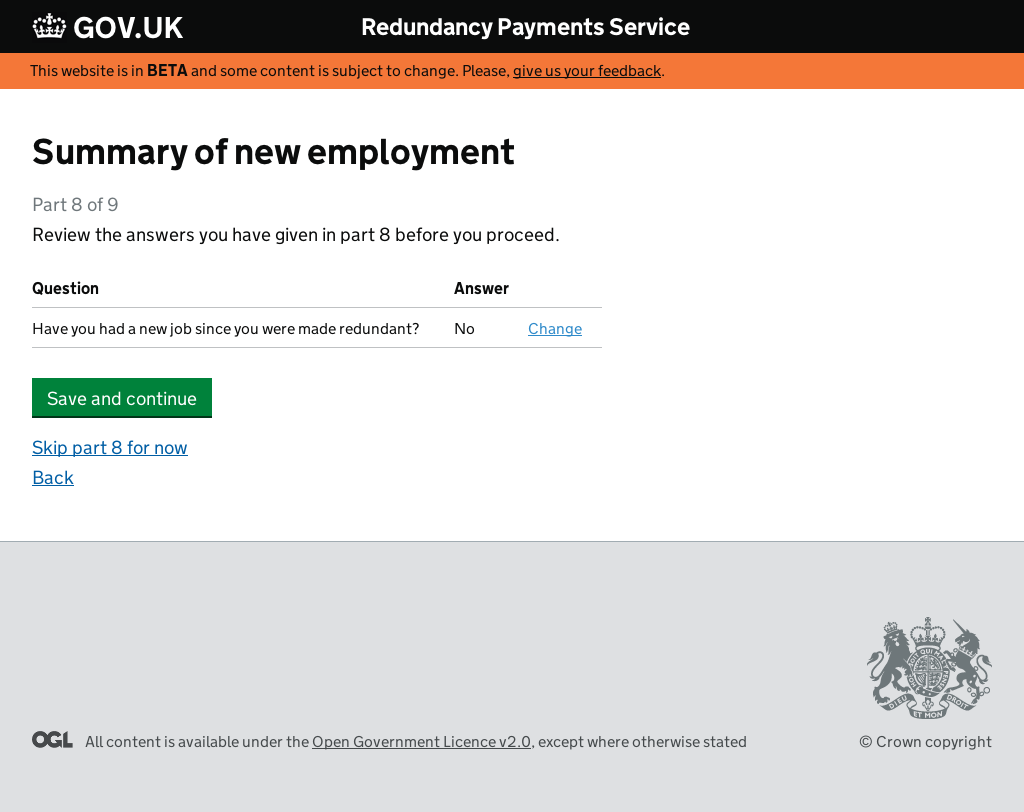 GOV.UK Redundancy Payments Service
This website is in BETA and some content is subject to change. Please, give us your feedback.
Summary of new employment
Part 8 of 9
Review the answers you have given in part 8 before you proceed.
Question Answer
Have you had a new job since you were made redundant? No Change
Save and continue
Skip part 8 for now
Back
DIEU ET MON DROIT
OGL All content is available under the Open Government Licence v2.0, except where otherwise stated
© Crown copyright